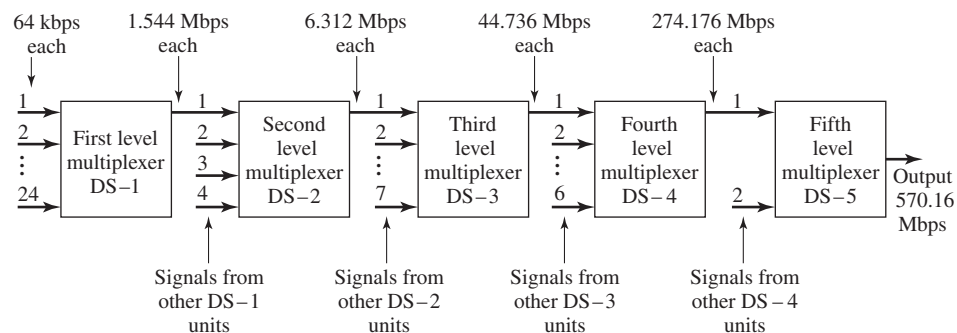 64 kbps
each
1.544 Mbps
each
6.312 Mbps
each
44.736 Mbps
each
274.176 Mbps
each
1
2
⋮
24
First level
multiplexer
DS–1
1
2
3
4
Second
level
multiplexer
DS–2
1
2
⋮
7
Third
level
multiplexer
DS–3
1
2
⋮
6
Fourth
level
multiplexer
DS–4
1
2
Fifth
level
multiplexer
DS–5
Output
570.16
Mbps
Signals from
other DS–1
units
Signals from
other DS–2
units
Signals from
other DS–3
units
Signals from
other DS–4
units